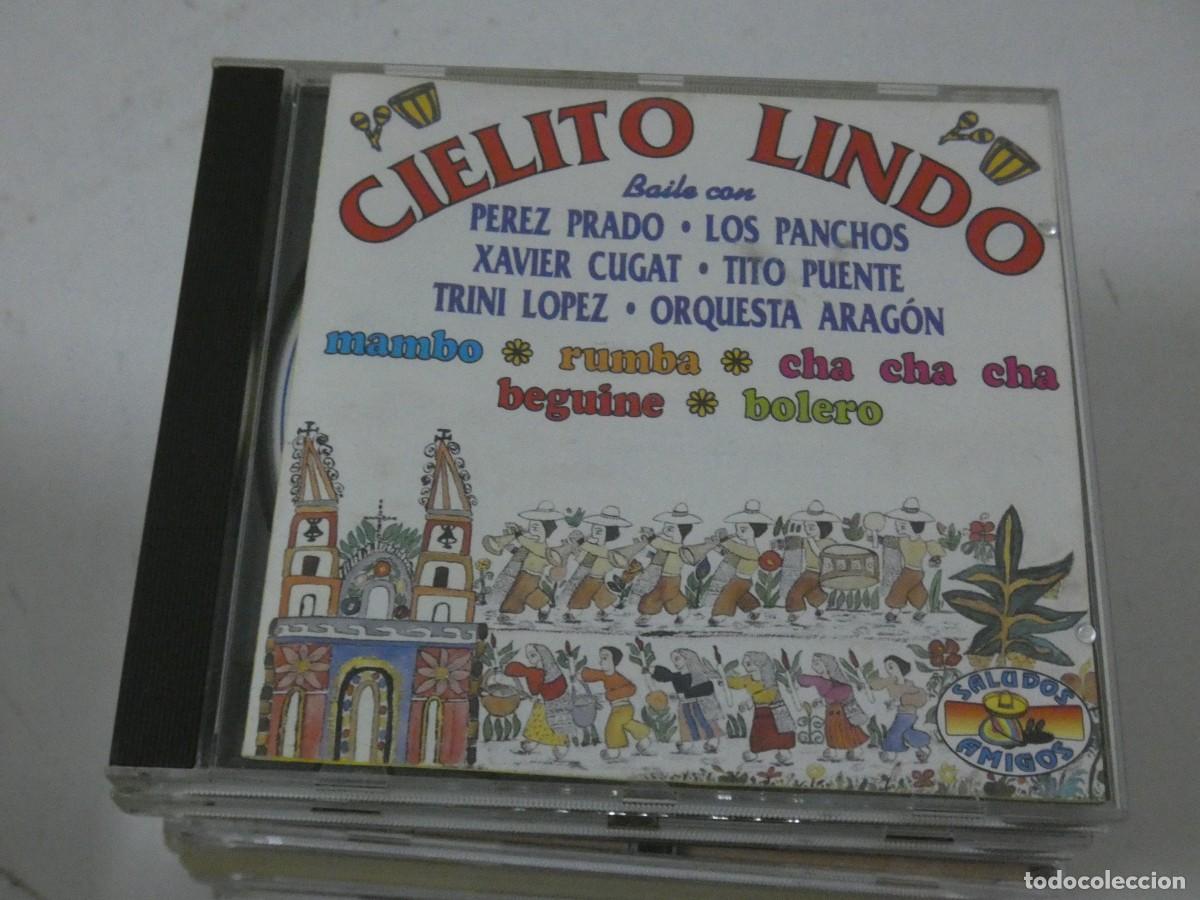 CIELITO LINDO
Baile con
PEREZ PRADO • LOS PANCHOS
XAVIER CUGAT • TITO PUENTE
TRINI LOPEZ • ORQUESTA ARAGÓN
mambo * rumba * cha cha cha
beguine * bolero
SALUDOS
AMIGOS
todocoleccion